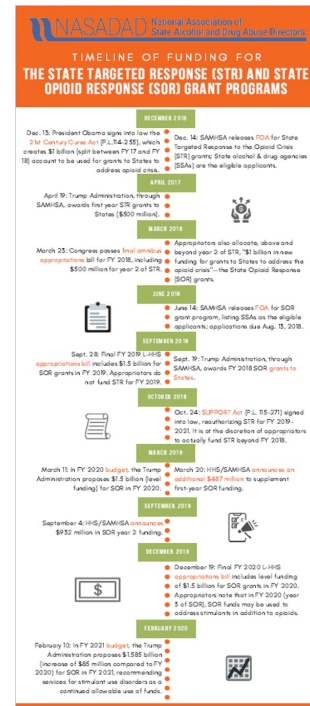 NASADAD National Association of
State Alcohol and Drug Abuse Directors
TIMELINE OF FUNDING FOR
THE STATE TARGETED RESPONSE (STR) AND STATE
OPIOID RESPONSE (SOR) GRANT PROGRAMS
DECEMBER 2016
Dec. 13: President Obama signs into law the
21st Century Cures Act (P.L.114-255), which
creates $1 billion (split between FY 17 and FY
18) account to be used for grants to States to
address opioid crisis.
Dec. 14: SAMHSA releases FOA for State
Targeted Response to the Opioid Crisis
(STR) grants; State alcohol & drug agencies
(SSAs) are the eligible applicants.
APRIL 2017
April 19: Trump Administration, through
SAMHSA, awards first year STR grants to
States ($500 million).
MARCH 2018
March 23: Congress passes final omnibus
appropriations bill for FY 2018, including
$500 million for year 2 of STR.
Appropriators also allocate, above and
beyond year 2 of STR, "$1 billion in new
funding for grants to States to address the
opioid crisis"--the State Opioid Response
(SOR) grants.
JUNE 2018
June 14: SAMHSA releases FOA for SOR
grant program, listing SSAs as the eligible
applicants; applications due Aug. 13, 2018.
SEPTEMBER 2018
Sept. 28: Final FY 2019 L-HHS
appropriations bill includes $1.5 billion for
SOR grants in FY 2019. Appropriators do
not fund STR for FY 2019.
Sept. 19: Trump Administration, through
SAMHSA, awards FY 2018 SOR grants to
States.
OCTOBER 2018
Oct. 24: SUPPORT Act (P.L. 115-271) signed
into law, reauthorizing STR for FY 2019-
2021. It is at the discretion of appropriators
to actually fund STR beyond FY 2018.
MARCH 2019
March 11: In FY 2020 budget, the Trump
Administration proposes $1.5 billion (level
funding) for SOR in FY 2020.
March 20: HHS/SAMHSA announces an
additional $487 million to supplement
first-year SOR funding.
SEPTEMBER 2019
September 4: HHS/SAMHSA announces
$932 million in SOR year 2 funding.
DECEMBER 2019
December 19: Final FY 2020 L-HHS
appropriations bill includes level funding
of $1.5 billion for SOR grants in FY 2020.
Appropriators note that in FY 2020 (year
3 of SOR), SOR funds may be used to
address stimulants in addition to opioids.
FEBRUARY 2020
February 10: In FY 2021 budget, the Trump
Administration proposes $1.585 billion
(increase of $85 million compared to FY
2020) for SOR in FY 2021, recommending
services for stimulant use disorders as a
continued allowable use of funds.